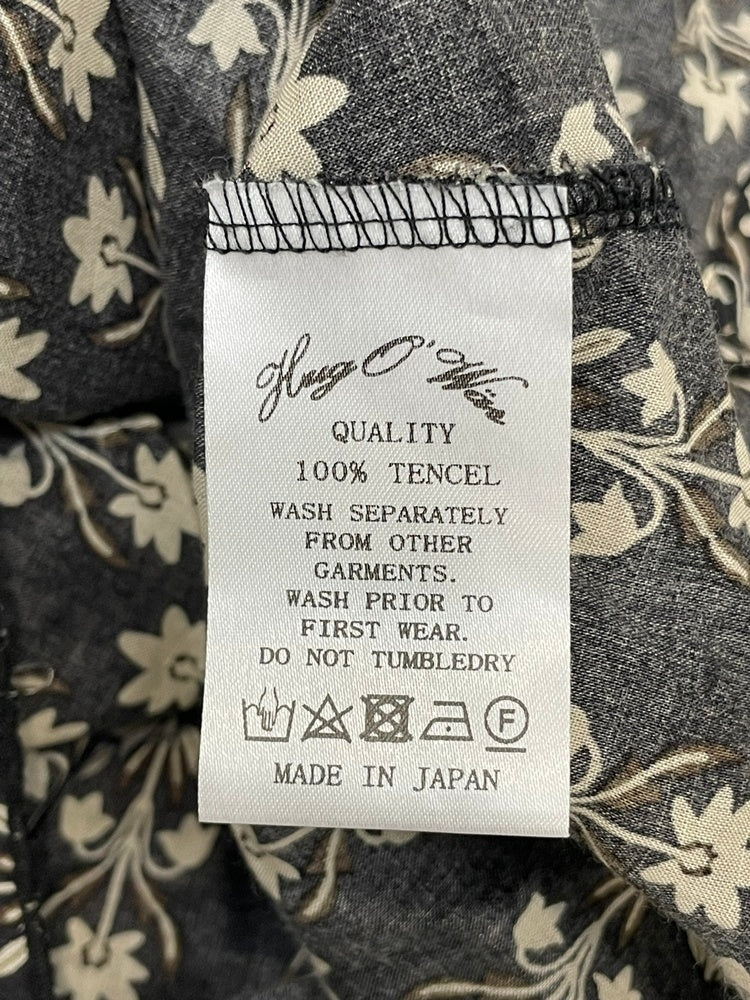 Hug O' Wär
QUALITY
100% TENCEL
WASH SEPARATELY
FROM OTHER
GARMENTS.
WASH PRIOR TO
FIRST WEAR.
DO NOT TUMBLEDRY
F
MADE IN JAPAN